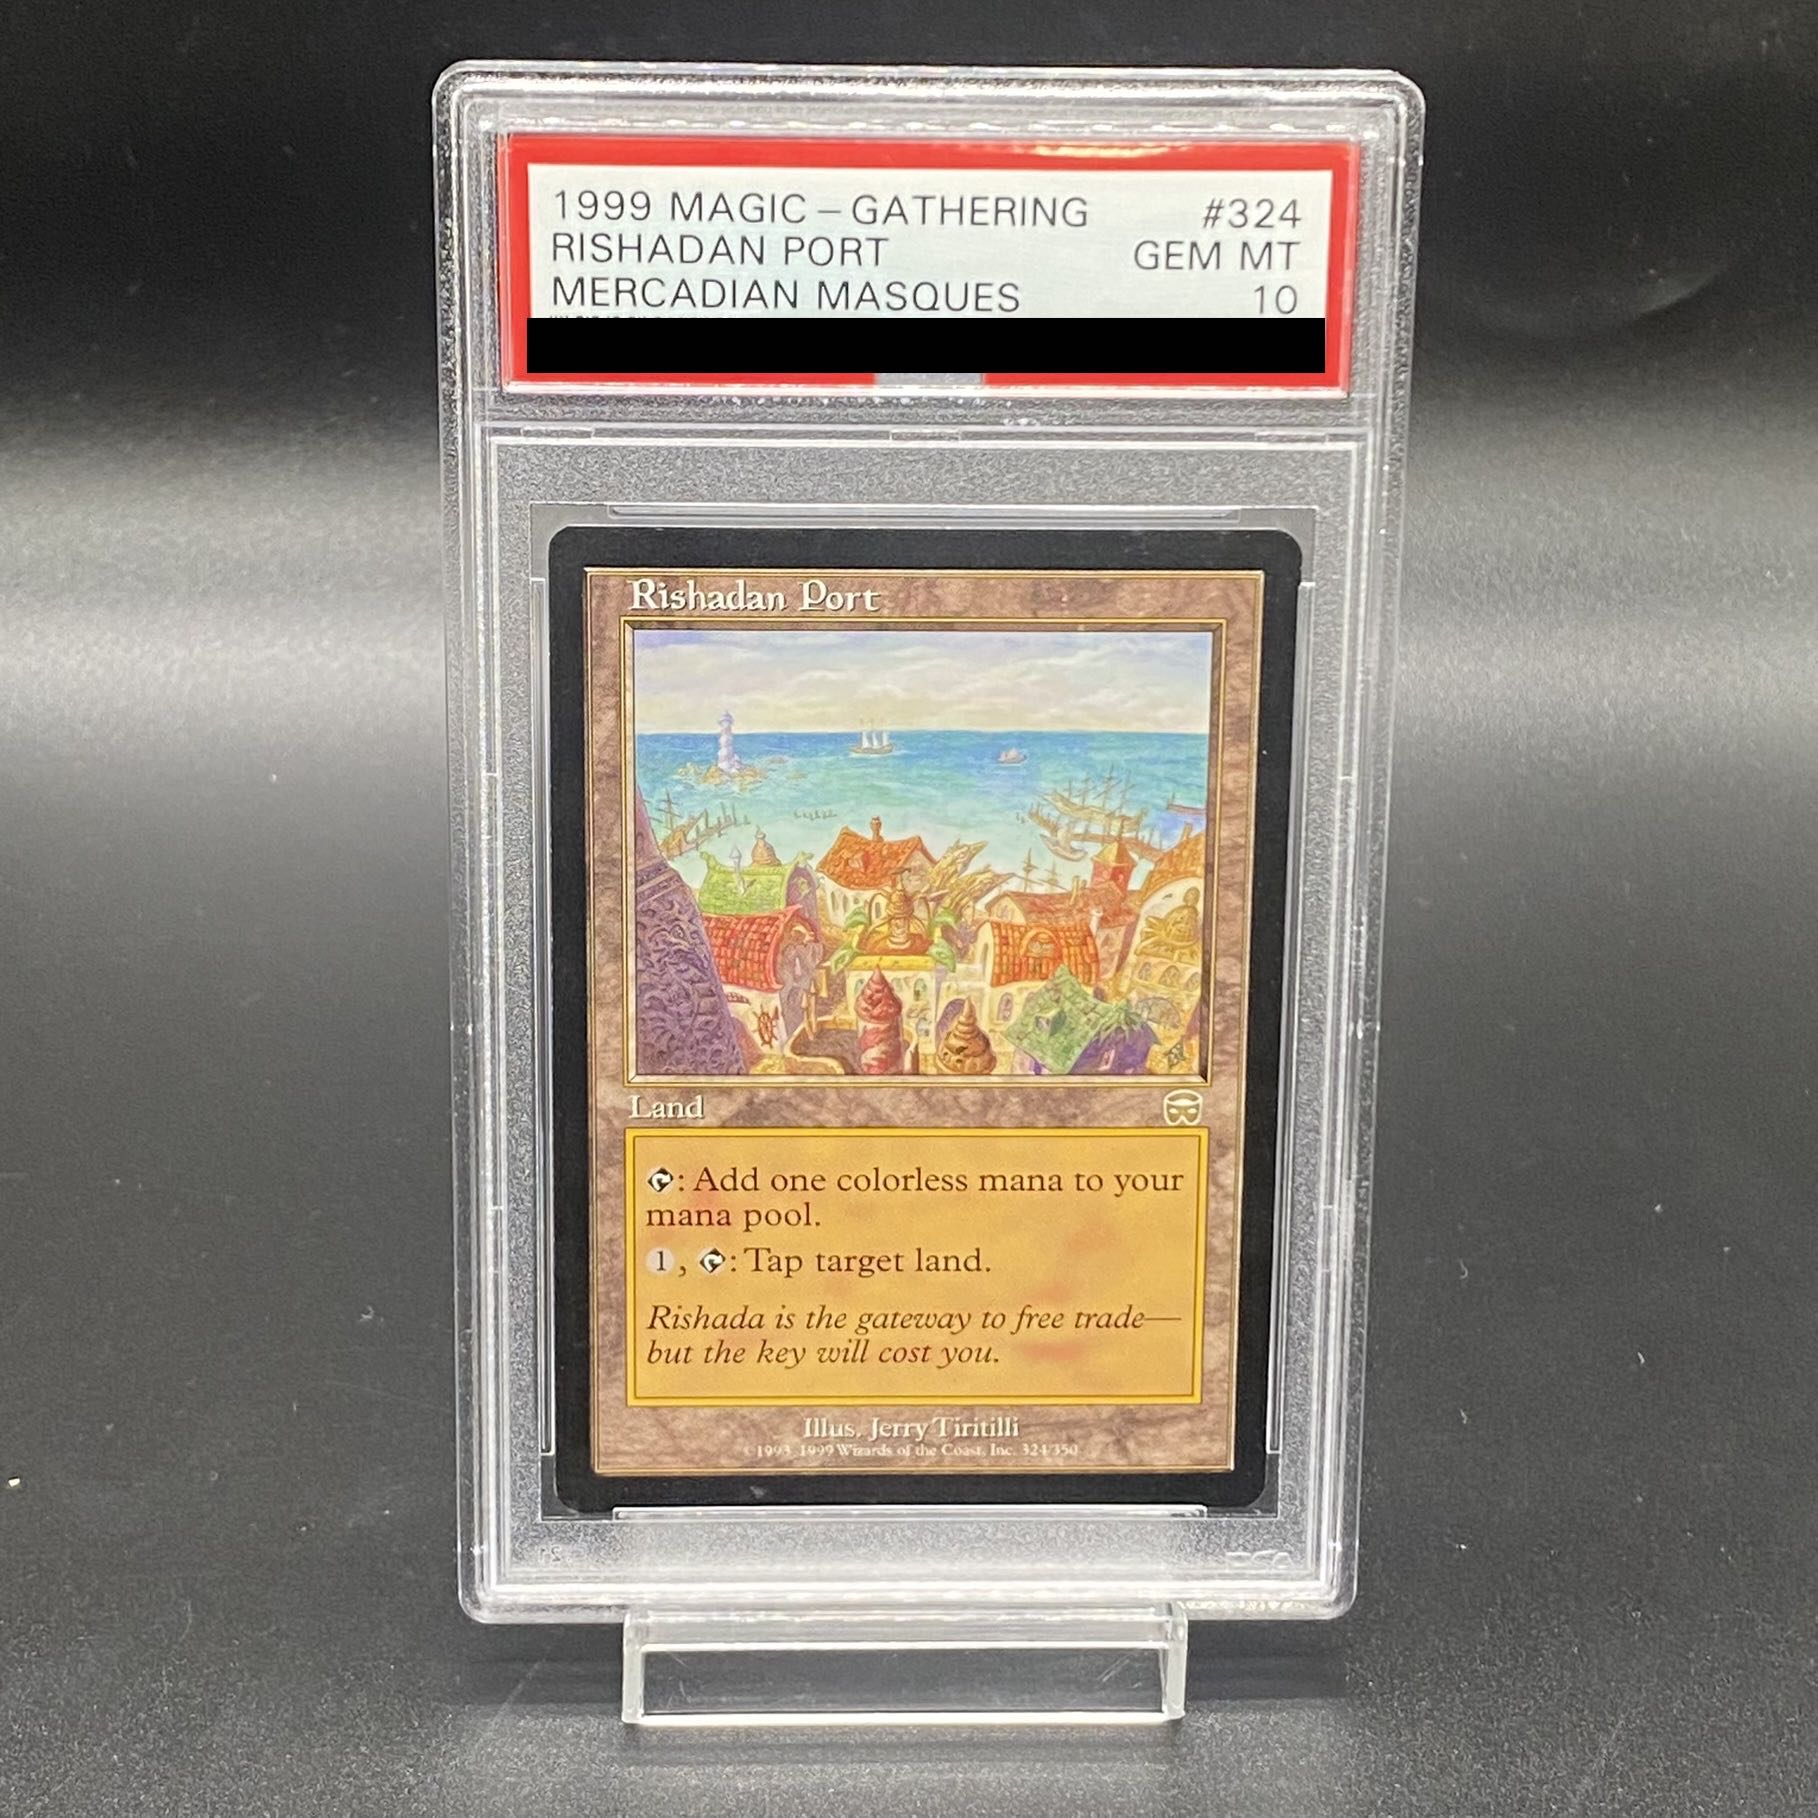 1999 MAGIC – GATHERING #324
RISHADAN PORT GEM MT
MERCADIAN MASQUES 10
Rishadan Port
Land
: Add one colorless mana to your
mana pool.
1, : Tap target land.
Rishada is the gateway to free trade—
but the key will cost you.
Illus. Jerry Tiritilli
©1993-1999 Wizards of the Coast, Inc. 324/350